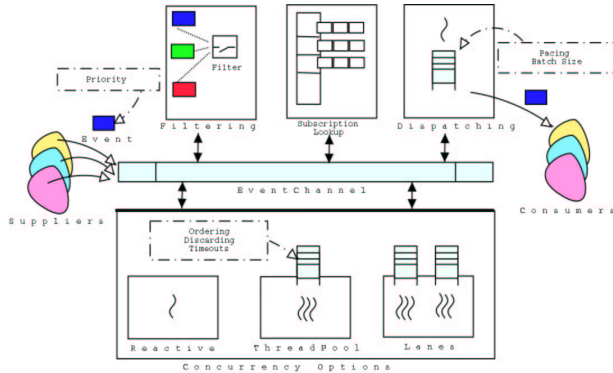 Filter
Priority
Pacing
Batch Size
Event
Filtering
Subscription
Lookup
Dispatching
EventChannel
Suppliers
Consumers
Ordering
Discarding
Timeouts
Reactive
ThreadPool
Lanes
Concurrency Options